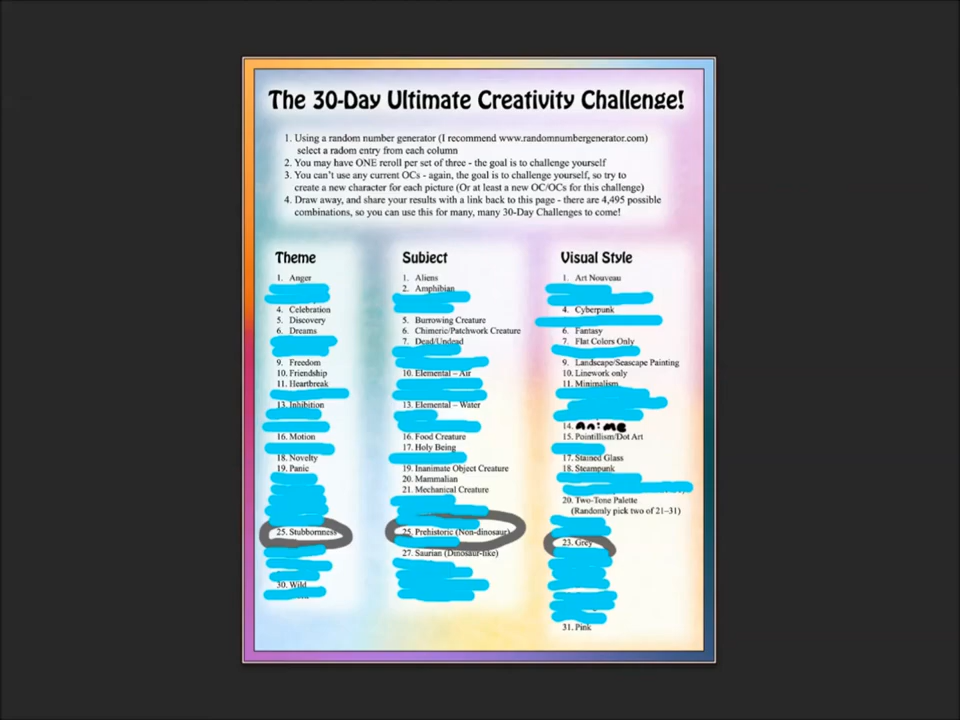 The 30-Day Ultimate Creativity Challenge!
1. Using a random number generator (I recommend www.randomnumbergenerator.com)
select a radom entry from each column
2. You may have ONE reroll per set of three - the goal is to challenge yourself
3. You can't use any current OCs - again, the goal is to challenge yourself, so try to
create a new character for each picture (Or at least a new OC/OCs for this challenge)
4. Draw away, and share your results with a link back to this page - there are 4,495 possible
combinations, so you can use this for many, many 30-Day Challenges to come!
Theme
1. Anger
4. Celebration
5. Discovery
6. Dreams
9. Freedom
10. Friendship
11. Heartbreak
13. Inhibition
16. Motion
18. Novelty
19. Panic
25. Stubbornness
30. Wild
Subject
1. Aliens
2. Amphibian
5. Burrowing Creature
6. Chimeric/Patchwork Creature
7. Dead/Undead
10. Elemental – Air
13. Elemental – Water
16. Food Creature
17. Holy Being
19. Inanimate Object Creature
20. Mammalian
21. Mechanical Creature
25. Prehistoric (Non-dinosaur)
27. Saurian (Dinosaur-like)
Visual Style
1. Art Nouveau
4. Cyberpunk
6. Fantasy
7. Flat Colors Only
9. Landscape/Seascape Painting
10. Linework only
11. Minimalism
14. Anime
15. Pointillism/Dot Art
17. Stained Glass
18. Steampunk
20. Two-Tone Palette
(Randomly pick two of 21–31)
23. Grey
31. Pink